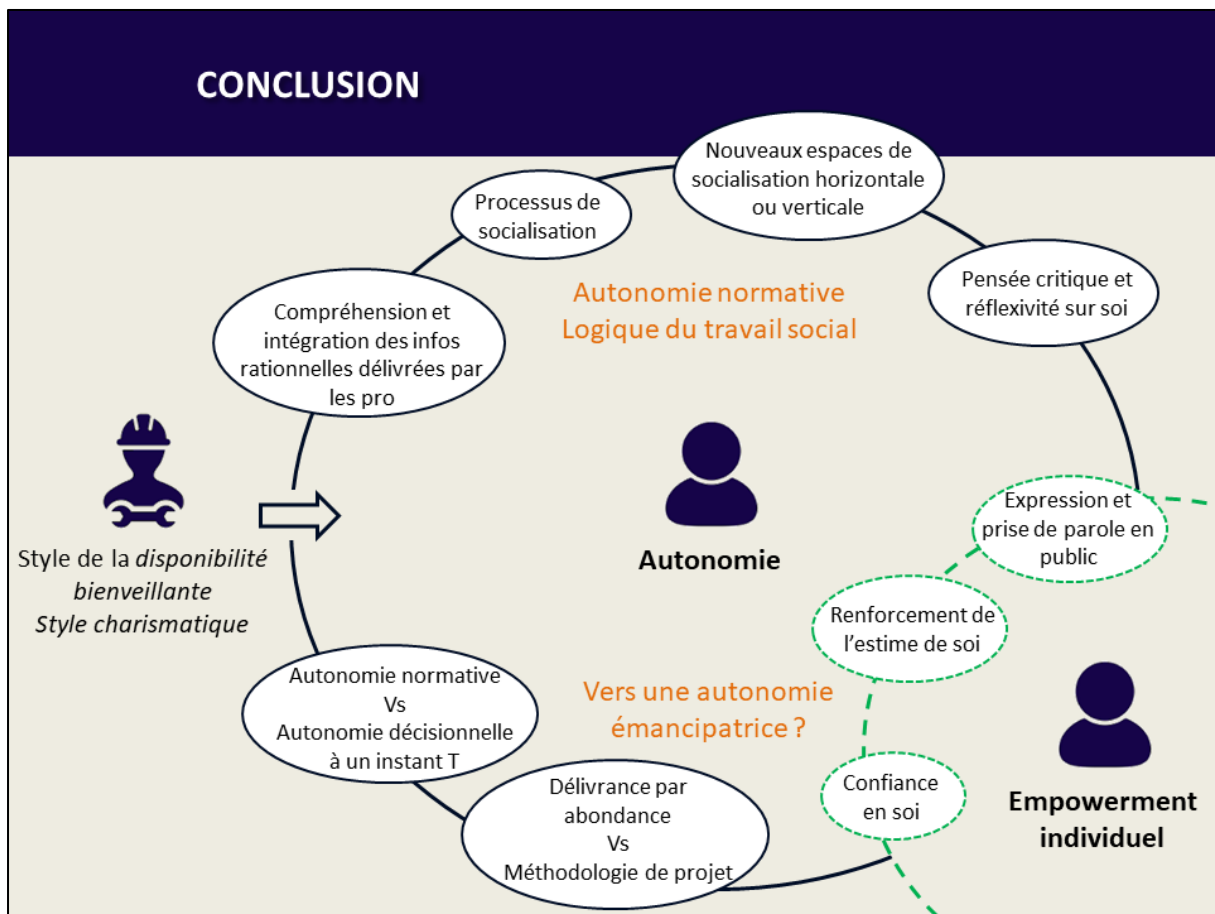 CONCLUSION
Nouveaux espaces de
socialisation horizontale
ou verticale
Processus de
socialisation
Pensée critique et
réflexivité sur soi
Autonomie normative
Logique du travail social
Compréhension et
intégration des infos
rationnelles délivrées par
les pro
Expression et
prise de parole en
public
Autonomie
Style de la disponibilité
bienveillante
Style charismatique
Renforcement de
l’estime de soi
Autonomie normative
Vs
Autonomie décisionnelle
à un instant T
Vers une autonomie
émancipatrice ?
Délivrance par
abondance
Vs
Méthodologie de projet
Confiance
en soi
Empowerment
individuel